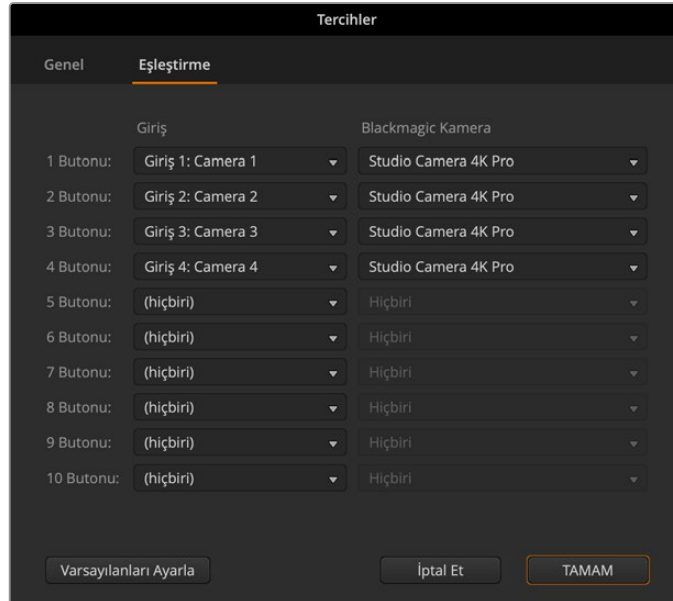 Tercihler
Genel Eşleştirme
Giriş Blackmagic Kamera
1 Butonu: Giriş 1: Camera 1 Studio Camera 4K Pro
2 Butonu: Giriş 2: Camera 2 Studio Camera 4K Pro
3 Butonu: Giriş 3: Camera 3 Studio Camera 4K Pro
4 Butonu: Giriş 4: Camera 4 Studio Camera 4K Pro
5 Butonu: (hiçbiri) Hiçbiri
6 Butonu: (hiçbiri) Hiçbiri
7 Butonu: (hiçbiri) Hiçbiri
8 Butonu: (hiçbiri) Hiçbiri
9 Butonu: (hiçbiri) Hiçbiri
10 Butonu: (hiçbiri) Hiçbiri
Varsayılanları Ayarla İptal Et TAMAM